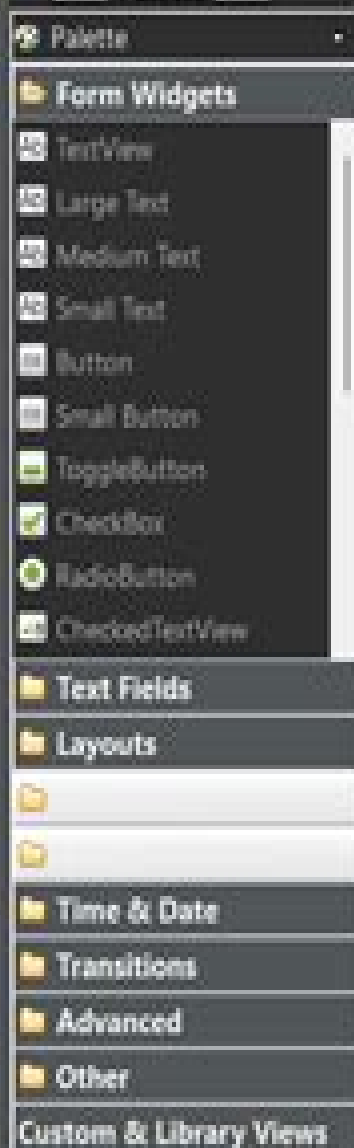 Palette
Form Widgets
TextView
Large Text
Medium Text
Small Text
Button
Small Button
ToggleButton
CheckBox
RadioButton
CheckedTextView
Text Fields
Layouts
Time & Date
Transitions
Advanced
Other
Custom & Library Views